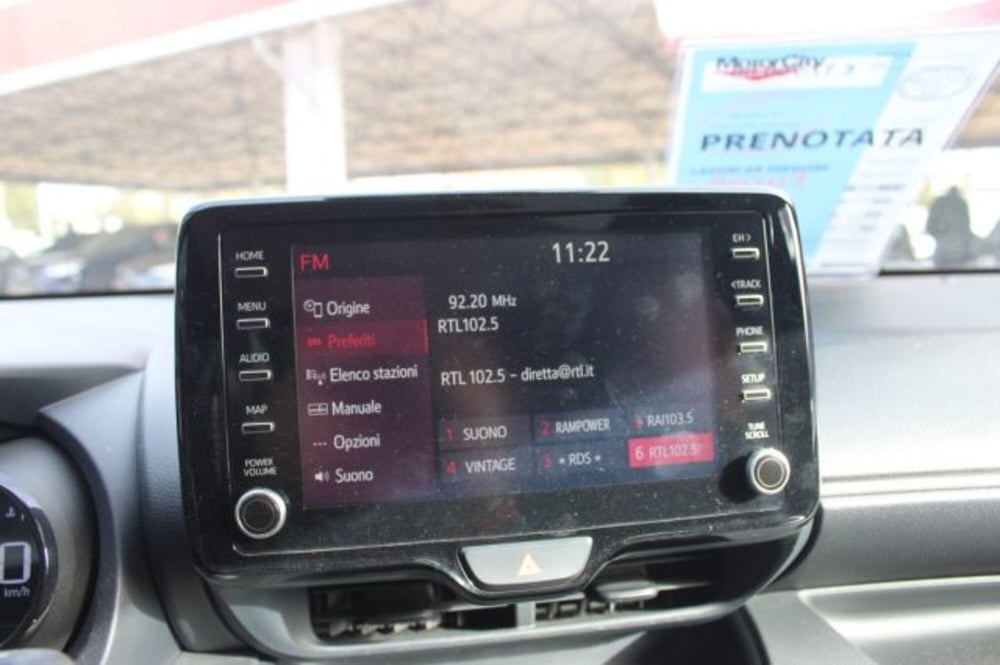 MotorCity
PRENOTATA
HOME
MENU
AUDIO
MAP
POWER
VOLUME
FM
11:22
Origine
Preferiti
Elenco stazioni
Manuale
Opzioni
Suono
92.20 MHz
RTL102.5
RTL 102.5 - diretta@rtl.it
1 SUONO
2 RAMPOWER
3 RAI103.5
4 VINTAGE
5 * RDS *
6 RTL102.5
CH>
<TRACK
PHONE
SETUP
TUNE
SCROLL
0
km/h